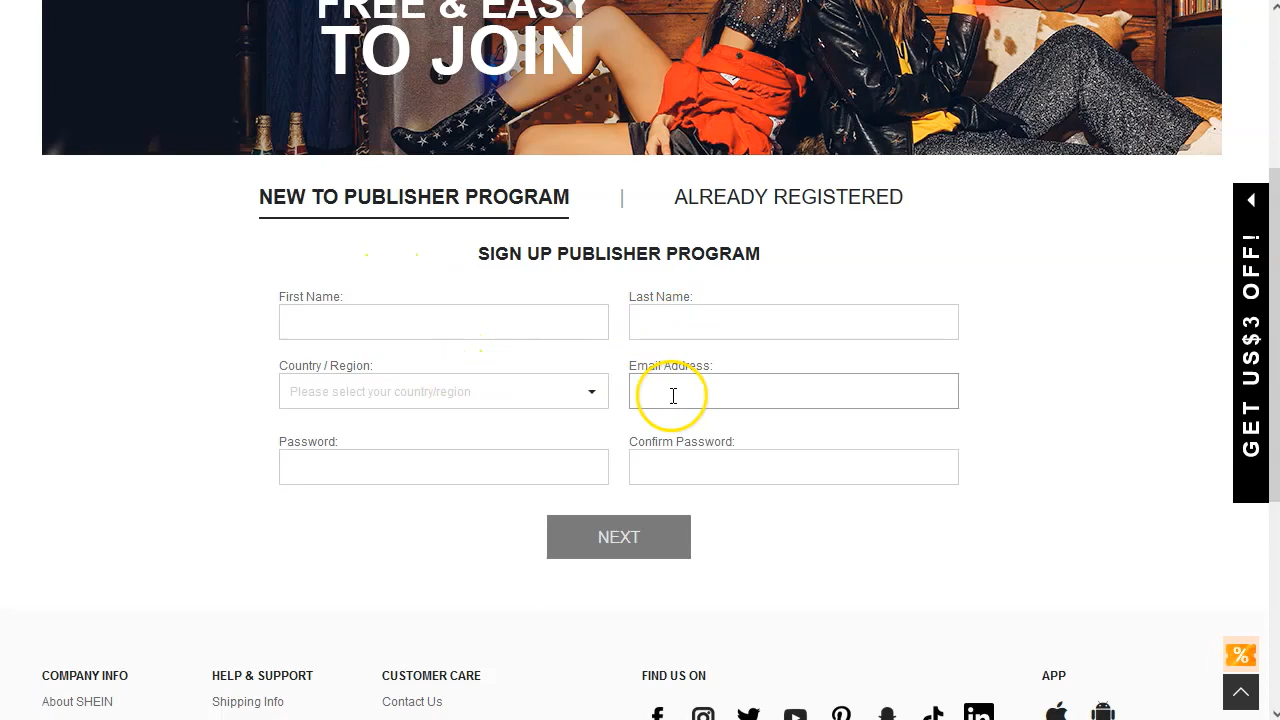 FREE & EASY
TO JOIN
NEW TO PUBLISHER PROGRAM | ALREADY REGISTERED
SIGN UP PUBLISHER PROGRAM
First Name: Last Name:
Country / Region: Email Address:
Please select your country/region
Password: Confirm Password:
NEXT
GET US$3 OFF!
%
COMPANY INFO HELP & SUPPORT CUSTOMER CARE FIND US ON APP
About SHEIN Shipping Info Contact Us
in